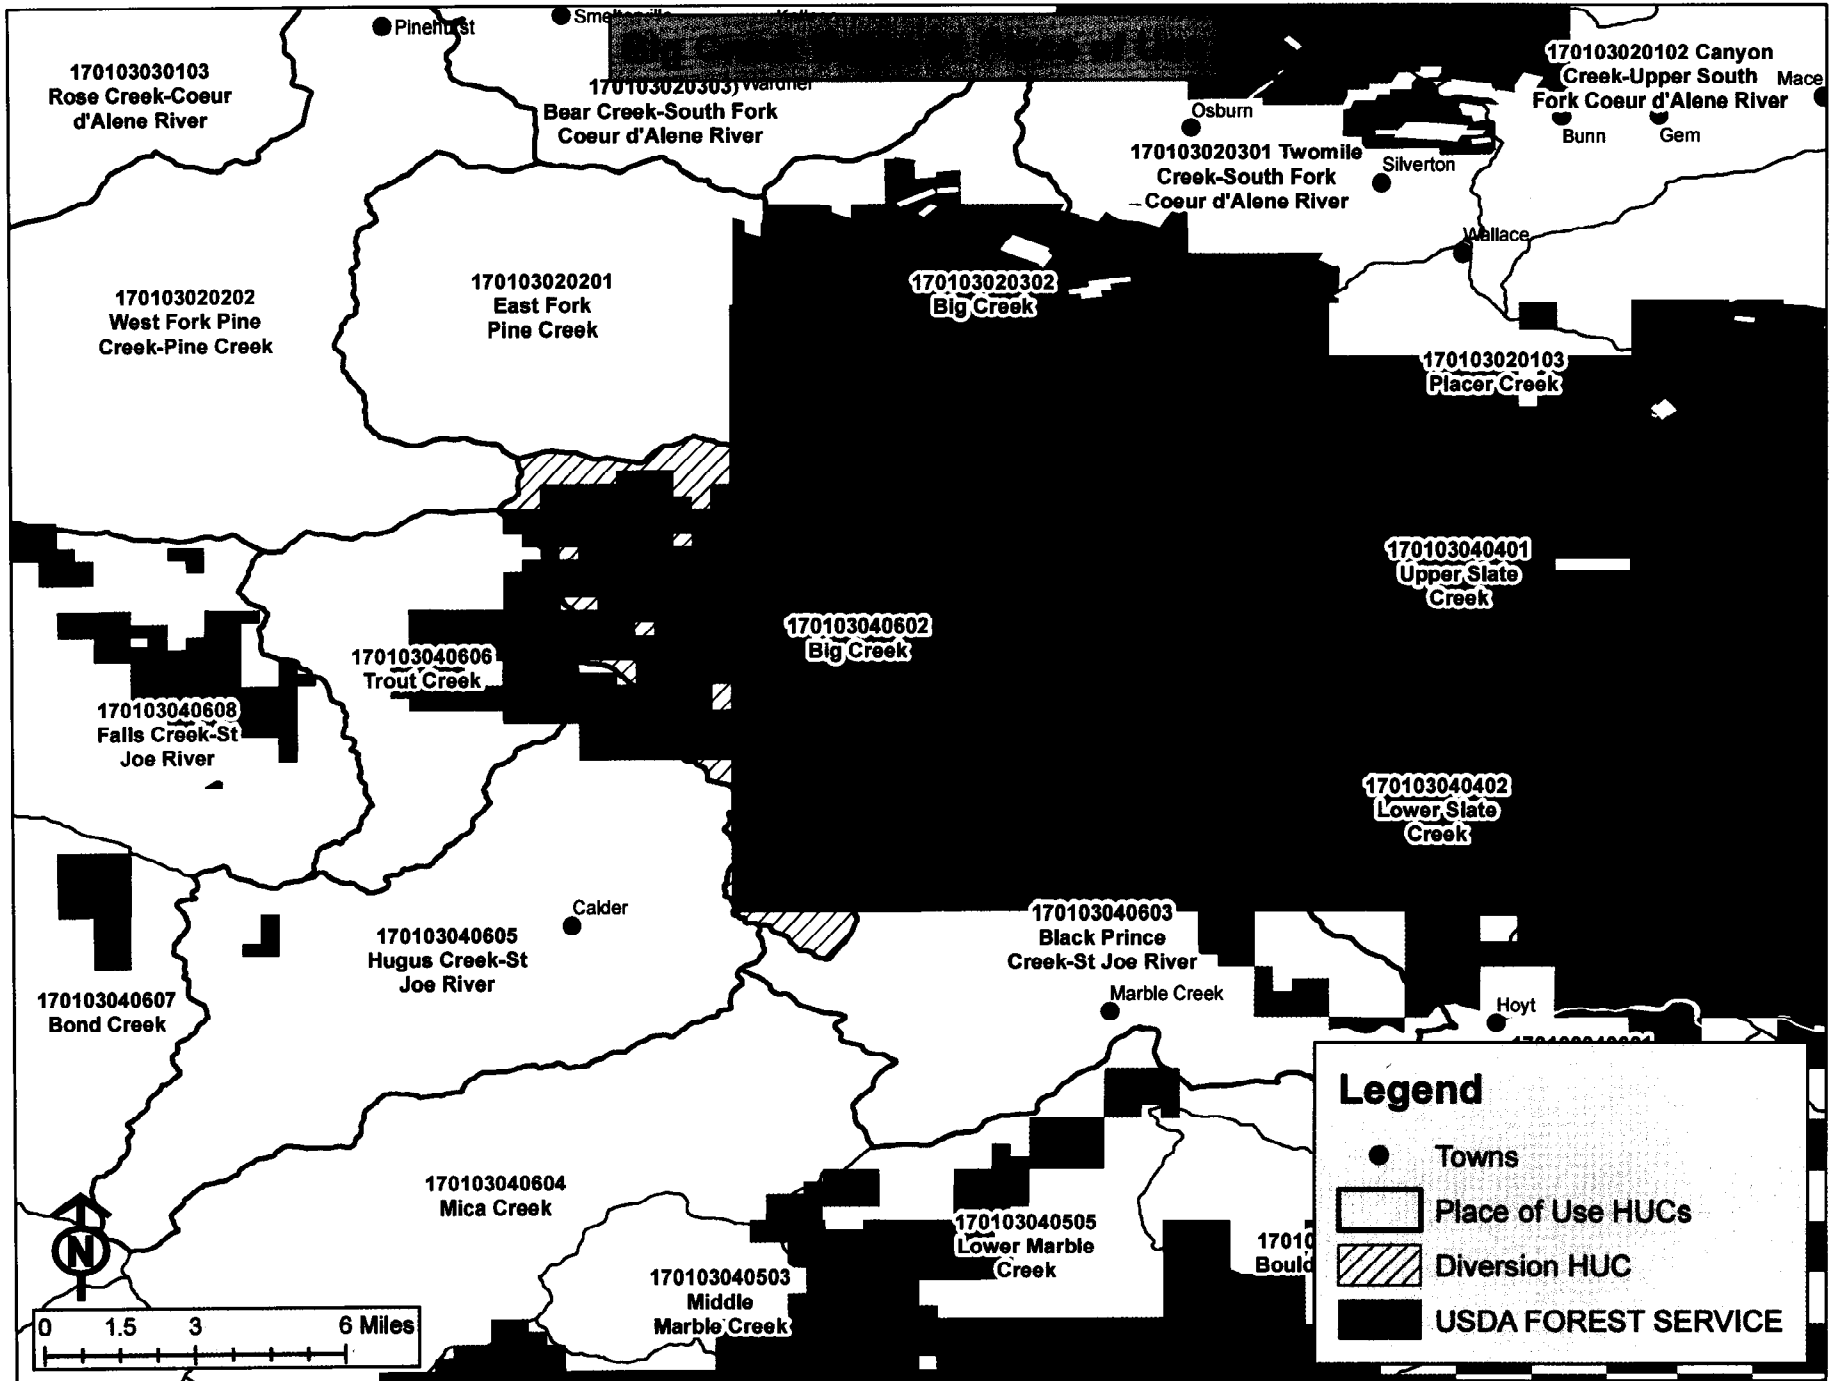 Pinehurst
170103030103
Rose Creek-Coeur
d'Alene River
170103020303
Wardner
Bear Creek-South Fork
Coeur d'Alene River
Osburn
170103020301 Twomile
Creek-South Fork
Coeur d'Alene River
Silverton
170103020102 Canyon
Creek-Upper South
Fork Coeur d'Alene River
Mace
Bunn
Gem
Wallace
170103020202
West Fork Pine
Creek-Pine Creek
170103020201
East Fork
Pine Creek
170103020302
Big Creek
170103020103
Placer Creek
170103040401
Upper Slate
Creek
170103040602
Big Creek
170103040606
Trout Creek
170103040608
Falls Creek-St
Joe River
170103040402
Lower Slate
Creek
Calder
170103040605
Hugus Creek-St
Joe River
170103040603
Black Prince
Creek-St Joe River
Marble Creek
Hoyt
170103040607
Bond Creek
170103040604
Mica Creek
170103040505
Lower Marble
Creek
170103040503
Middle
Marble Creek
1701
Bould
N
0 1.5 3 6 Miles
Legend
Towns
Place of Use HUCs
Diversion HUC
USDA FOREST SERVICE